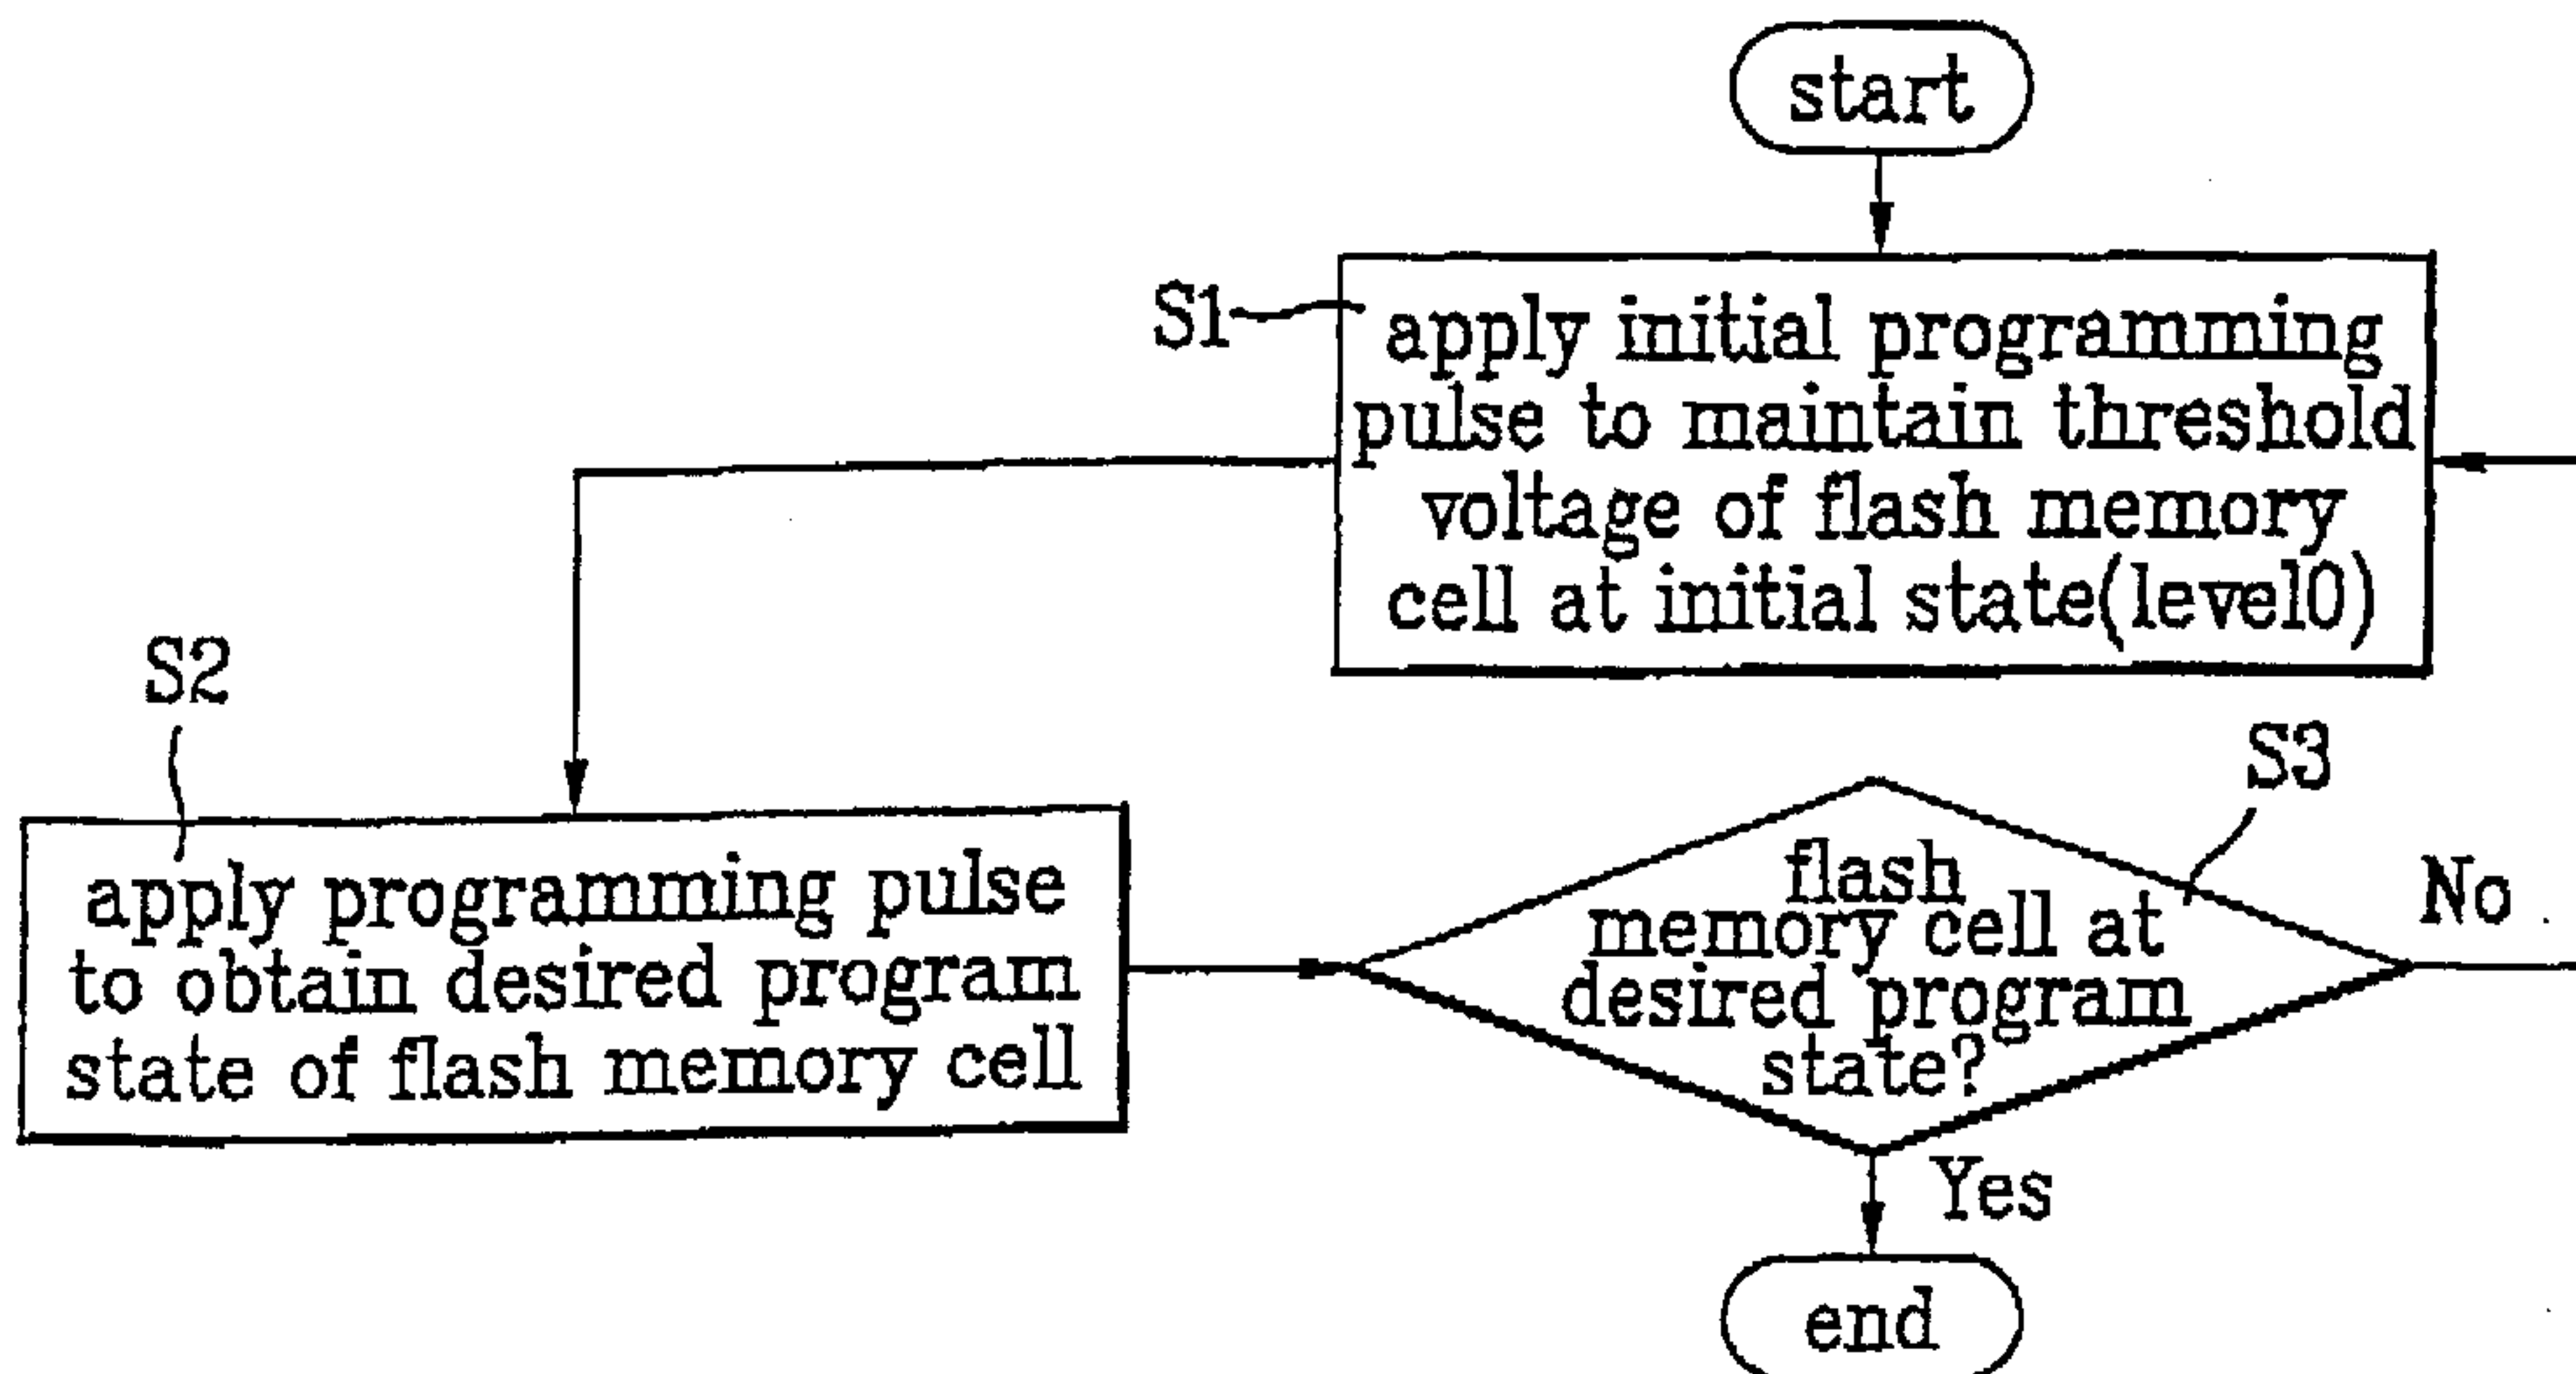 start
S1
apply initial programming
pulse to maintain threshold
voltage of flash memory
cell at initial state(level0)
S2
apply programming pulse
to obtain desired program
state of flash memory cell
S3
flash
memory cell at
desired program
state?
No
Yes
end